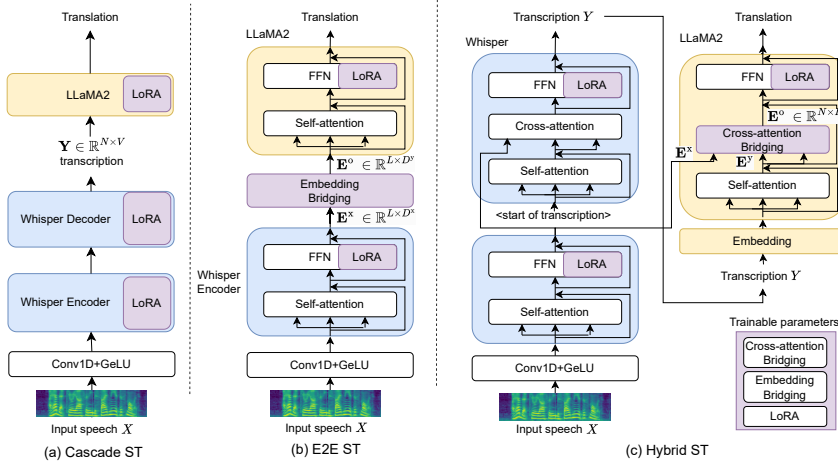 Translation
LLaMA2
LoRA
Y ∈ ℝ^{N×V}
transcription
Whisper Decoder
LoRA
Whisper Encoder
LoRA
Conv1D+GeLU
Input speech X
(a) Cascade ST
Translation
LLaMA2
FFN
LoRA
Self-attention
E^o ∈ ℝ^{L×D^y}
Embedding
Bridging
E^x ∈ ℝ^{L×D^x}
Whisper
Encoder
FFN
LoRA
Self-attention
Conv1D+GeLU
Input speech X
(b) E2E ST
Transcription Y
Whisper
FFN
LoRA
Cross-attention
Self-attention
<start of transcription>
FFN
LoRA
Self-attention
Conv1D+GeLU
Input speech X
(c) Hybrid ST
Translation
LLaMA2
FFN
LoRA
E^o ∈ ℝ^{N×
Cross-attention
Bridging
E^x
E^y
Self-attention
Embedding
Transcription Y
Trainable parameters
Cross-attention
Bridging
Embedding
Bridging
LoRA